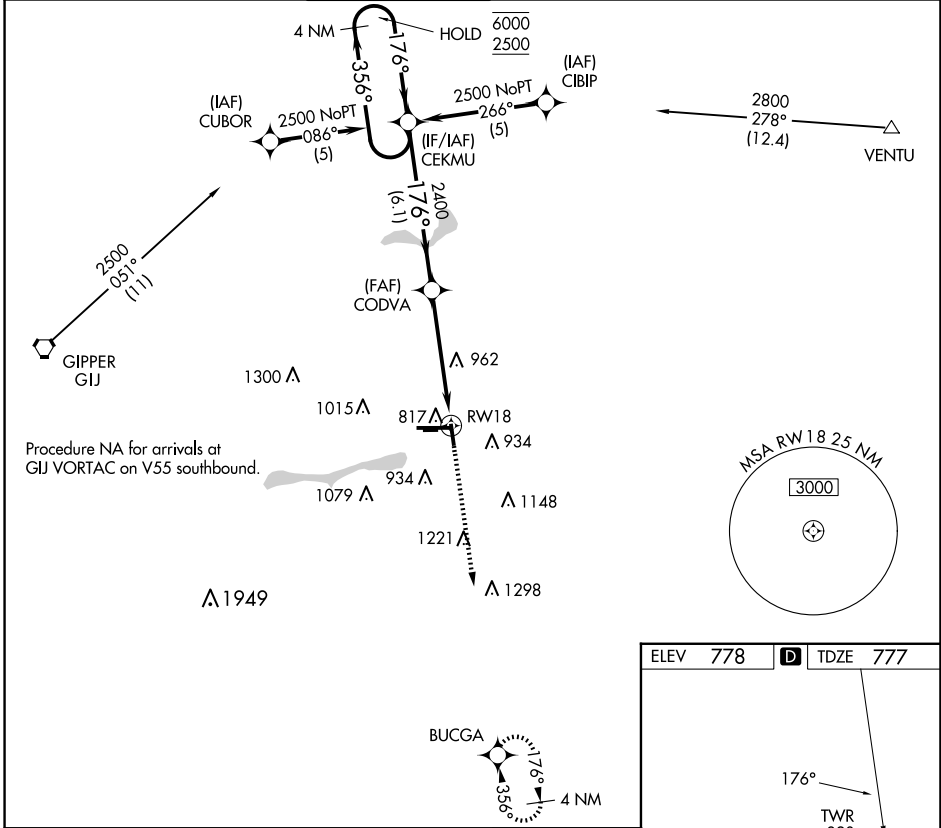 4 NM
HOLD
6000
2500
176°
356°
(IAF)
CIBIP
2500 NoPT
266°
(5)
(IAF)
CUBOR
2500 NoPT
086°
(5)
(IF/IAF)
CEKMU
2800
278°
(12.4)
VENTU
2400
176°
(6.1)
2500
051°
(11)
(FAF)
CODVA
GIPPER
GIJ
962
1300
1015
817
RW18
934
Procedure NA for arrivals at
GIJ VORTAC on V55 southbound.
934
1079
1148
1221
1298
1949
MSA RW18 25 NM
3000
ELEV 778 D TDZE 777
BUCGA
176°
356°
4 NM
176°
TWR